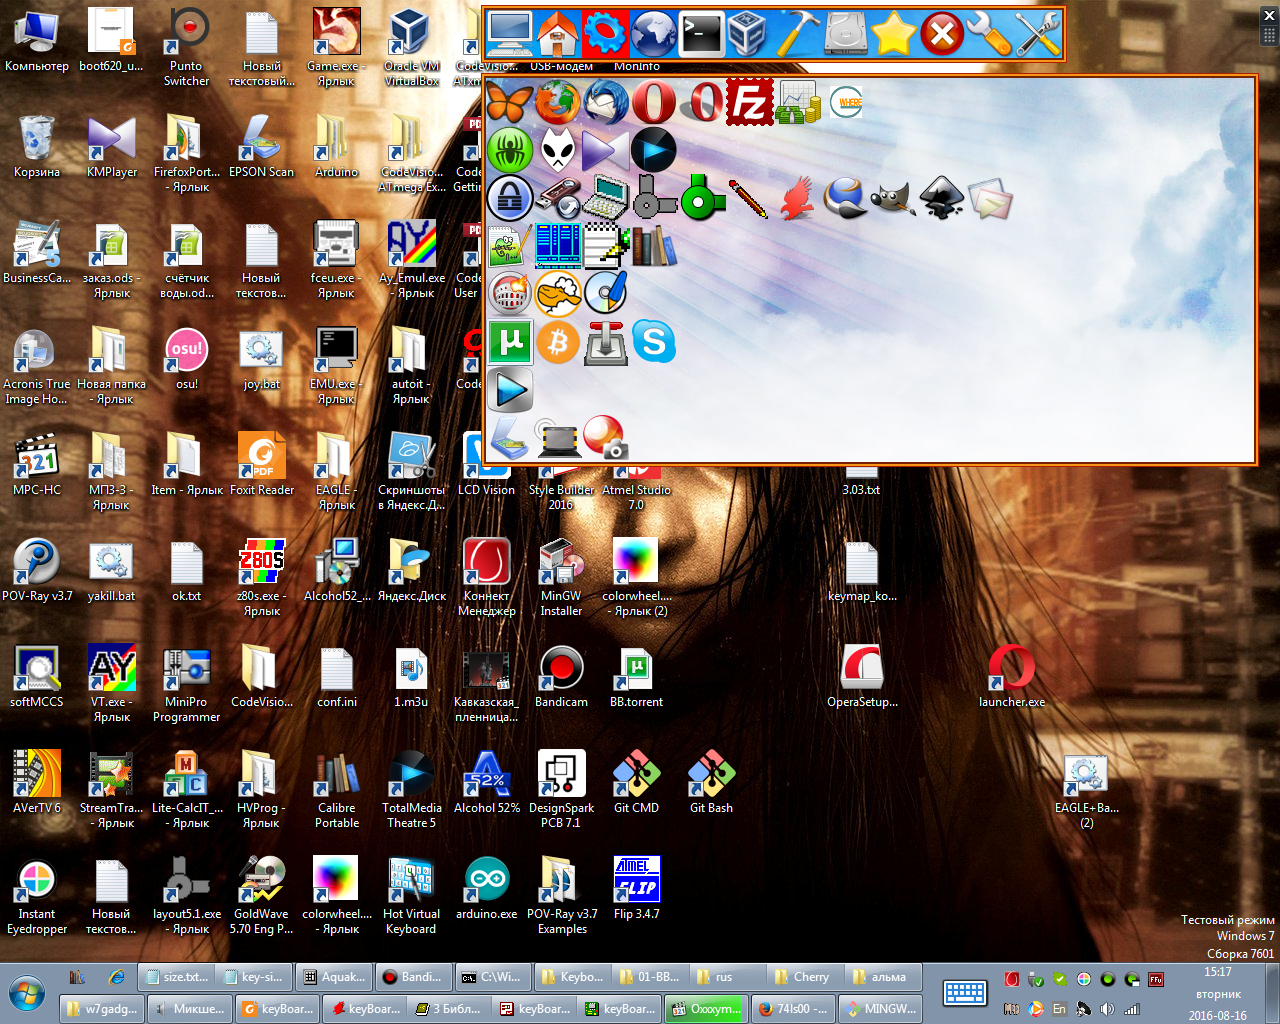 Компьютер
boot620_u...
Punto
Switcher
Новый
текстовый...
Game.exe -
Ярлык
Oracle VM
VirtualBox
CodeVisio...
USB-модем
MonInfo
Корзина
KMPlayer
FirefoxPort...
- Ярлык
EPSON Scan
Arduino
CodeVision...
ATmega Ex...
BusinessCa...
заказ.ods -
Ярлык
счётчик
воды.od...
Новый
текстов...
fceu.exe -
Ярлык
Ay_Emul.exe
- Ярлык
Acronis True
Image Ho...
Новая папка
- Ярлык
osu!
joy.bat
EMU.exe -
Ярлык
autoit -
Ярлык
MPC-HC
МПЗ-3 -
Ярлык
Item - Ярлык
Foxit Reader
EAGLE -
Ярлык
Скриншоты
в Яндекс.Д...
LCD Vision
Style Builder
2016
Atmel Studio
7.0
3.03.txt
POV-Ray v3.7
yakill.bat
ok.txt
z80s.exe -
Ярлык
Alcohol52_...
Яндекс.Диск
Коннект
Менеджер
MinGW
Installer
colorwheel....
- Ярлык (2)
keymap_ko...
softMCCS
VT.exe -
Ярлык
MiniPro
Programmer
CodeVisio...
conf.ini
1.m3u
Кавказская_
пленница...
Bandicam
BB.torrent
OperaSetup...
launcher.exe
AVerTV 6
StreamTra...
- Ярлык
Lite-CalcIT_...
- Ярлык
HVProg -
Ярлык
Calibre
Portable
TotalMedia
Theatre 5
Alcohol 52%
DesignSpark
PCB 7.1
Git CMD
Git Bash
EAGLE+Ba...
(2)
Instant
Eyedropper
Новый
текстов...
layout5.1.exe
- Ярлык
GoldWave
5.70 Eng P...
colorwheel....
- Ярлык
Hot Virtual
Keyboard
arduino.exe
POV-Ray v3.7
Examples
Flip 3.4.7
Тестовый режим
Windows 7
Сборка 7601
size.txt...
key-si...
Aquak...
Bandi...
C:\Wi...
Keybo...
01-BB...
rus
Cherry
альма
15:17
w7gadg...
Микше...
keyBoar...
keyBoar...
3 Библ...
keyBoar...
keyBoar...
Oxxxym...
74ls00 -...
MINGW...
En
вторник
2016-08-16